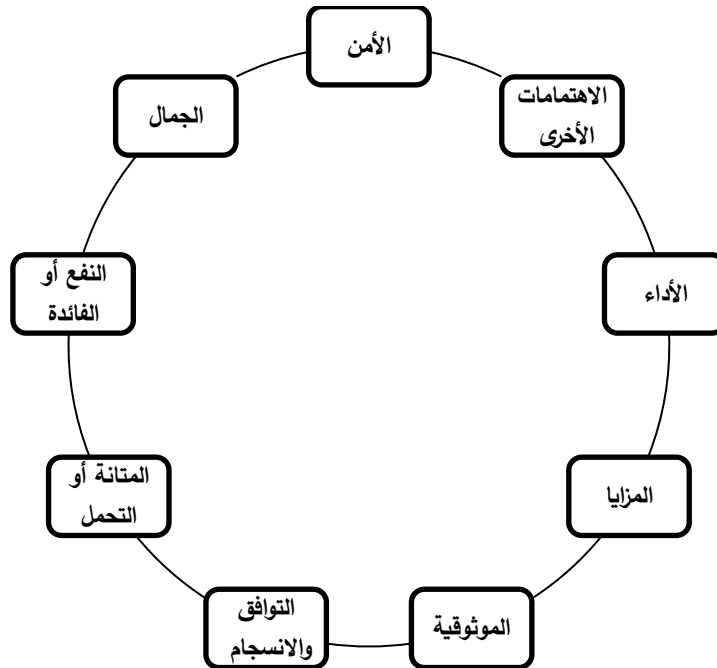 الأمن
الاهتمامات
الأخرى
الأداء
المزايا
الموثوقية
التوافق
والانسجام
المتانة أو
التحمل
النفع أو
الفائدة
الجمال